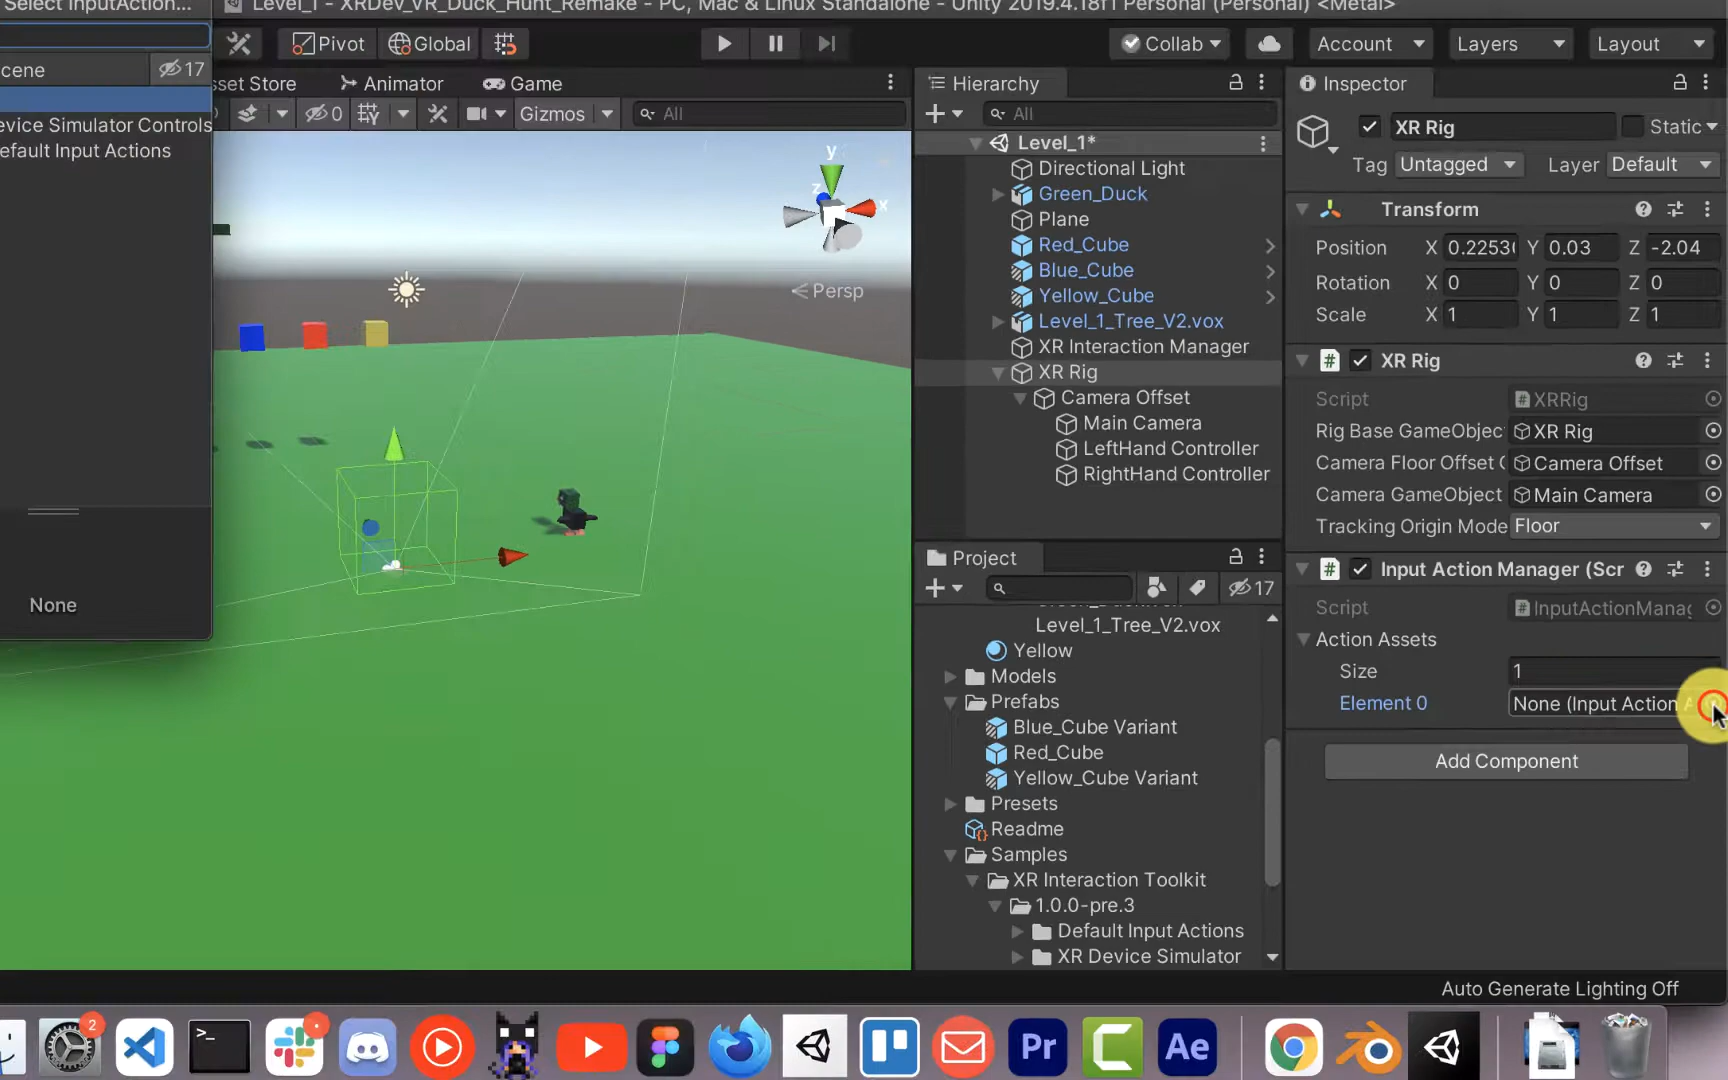 Select InputAction...
Level_1 - XRDev_VR_Duck_Hunt_Remake - PC, Mac & Linux Standalone - Unity 2019.4.18f1 Personal (Personal) <Metal>
Pivot
Global
Collab
Account
Layers
Layout
cene
17
sset Store
Animator
Game
Hierarchy
Inspector
0
Gizmos
All
All
XR Rig
Static
Tag Untagged
Layer Default
evice Simulator Controls
efault Input Actions
y
z
x
Persp
Level_1*
Directional Light
Green_Duck
Plane
Red_Cube
Blue_Cube
Yellow_Cube
Level_1_Tree_V2.vox
XR Interaction Manager
XR Rig
Camera Offset
Main Camera
LeftHand Controller
RightHand Controller
Transform
Position X 0.2253 Y 0.03 Z -2.04
Rotation X 0 Y 0 Z 0
Scale X 1 Y 1 Z 1
# XR Rig
Script # XRRig
Rig Base GameObjec XR Rig
Camera Floor Offset Camera Offset
Camera GameObject Main Camera
Tracking Origin Mode Floor
# Input Action Manager (Scr
Script # InputActionMana
Action Assets
Size 1
Element 0 None (Input Action
Add Component
None
Project
17
Level_1_Tree_V2.vox
Yellow
Models
Prefabs
Blue_Cube Variant
Red_Cube
Yellow_Cube Variant
Presets
Readme
Samples
XR Interaction Toolkit
1.0.0-pre.3
Default Input Actions
XR Device Simulator
Auto Generate Lighting Off
2
>_
Pr
C
Ae